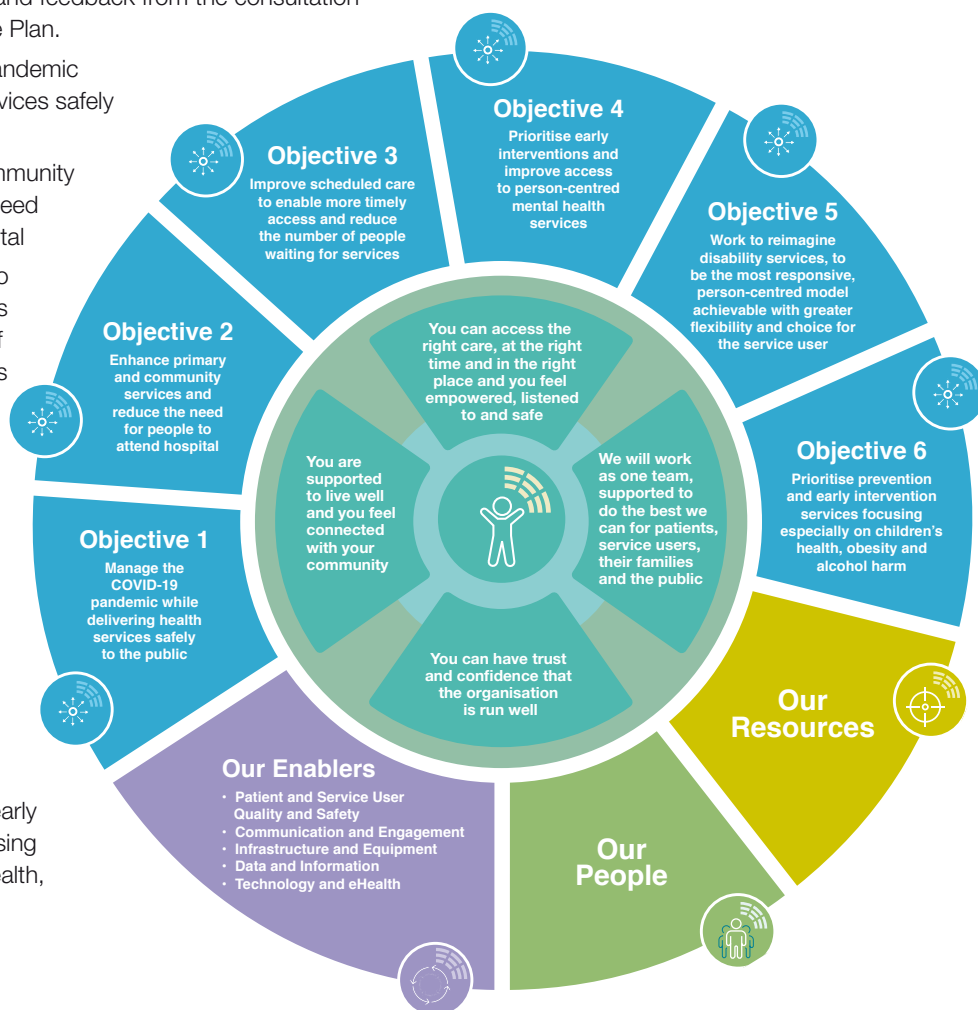 and feedback from the consultation
e Plan.
andemic
vices safely
mmunity
eed
tal
o
s
f
s
early
sing
ealth,
Objective 1
Manage the
COVID-19
pandemic while
delivering health
services safely
to the public
Objective 2
Enhance primary
and community
services and
reduce the need
for people to
attend hospital
Objective 3
Improve scheduled care
to enable more timely
access and reduce
the number of people
waiting for services
Objective 4
Prioritise early
interventions and
improve access
to person-centred
mental health
services
Objective 5
Work to reimagine
disability services, to
be the most responsive,
person-centred model
achievable with greater
flexibility and choice for
the service user
Objective 6
Prioritise prevention
and early intervention
services focusing
especially on children’s
health, obesity and
alcohol harm
Our
Resources
Our
People
Our Enablers
• Patient and Service User
Quality and Safety
• Communication and Engagement
• Infrastructure and Equipment
• Data and Information
• Technology and eHealth
You can access the
right care, at the right
time and in the right
place and you feel
empowered, listened
to and safe
You are
supported
to live well
and you feel
connected
with your
community
We will work
as one team,
supported to
do the best we
can for patients,
service users,
their families
and the public
You can have trust
and confidence that
the organisation
is run well